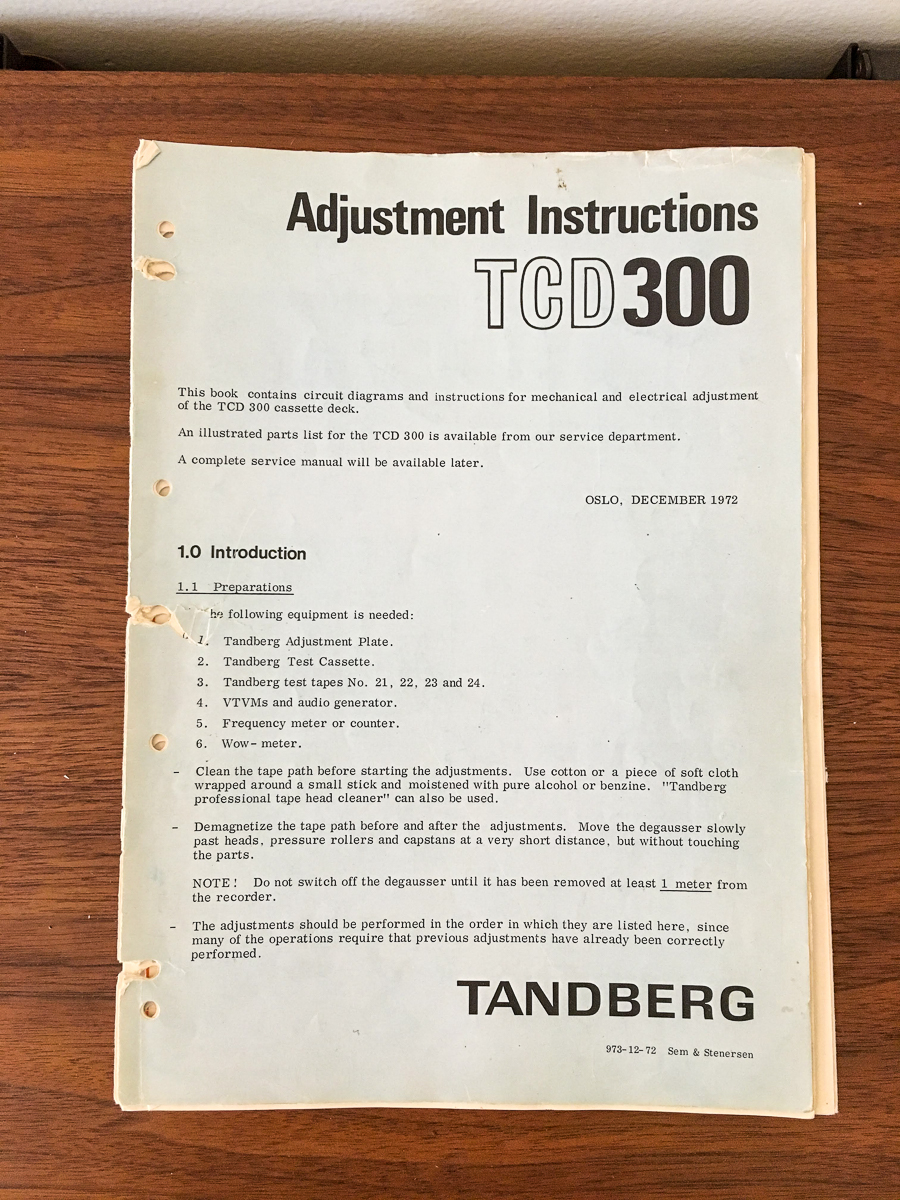 Adjustment Instructions
TCD 300
This book contains circuit diagrams and instructions for mechanical and electrical adjustment
of the TCD 300 cassette deck.
An illustrated parts list for the TCD 300 is available from our service department.
A complete service manual will be available later.
OSLO, DECEMBER 1972
1.0 Introduction
1.1 Preparations
he following equipment is needed:
1. Tandberg Adjustment Plate.
2. Tandberg Test Cassette.
3. Tandberg test tapes No. 21, 22, 23 and 24.
4. VTVMs and audio generator.
5. Frequency meter or counter.
6. Wow-meter.
- Clean the tape path before starting the adjustments. Use cotton or a piece of soft cloth
wrapped around a small stick and moistened with pure alcohol or benzine. "Tandberg
professional tape head cleaner" can also be used.
- Demagnetize the tape path before and after the adjustments. Move the degausser slowly
past heads, pressure rollers and capstans at a very short distance, but without touching
the parts.
NOTE! Do not switch off the degausser until it has been removed at least 1 meter from
the recorder.
- The adjustments should be performed in the order in which they are listed here, since
many of the operations require that previous adjustments have already been correctly
performed.
TANDBERG
973-12-72 Sem & Stenersen